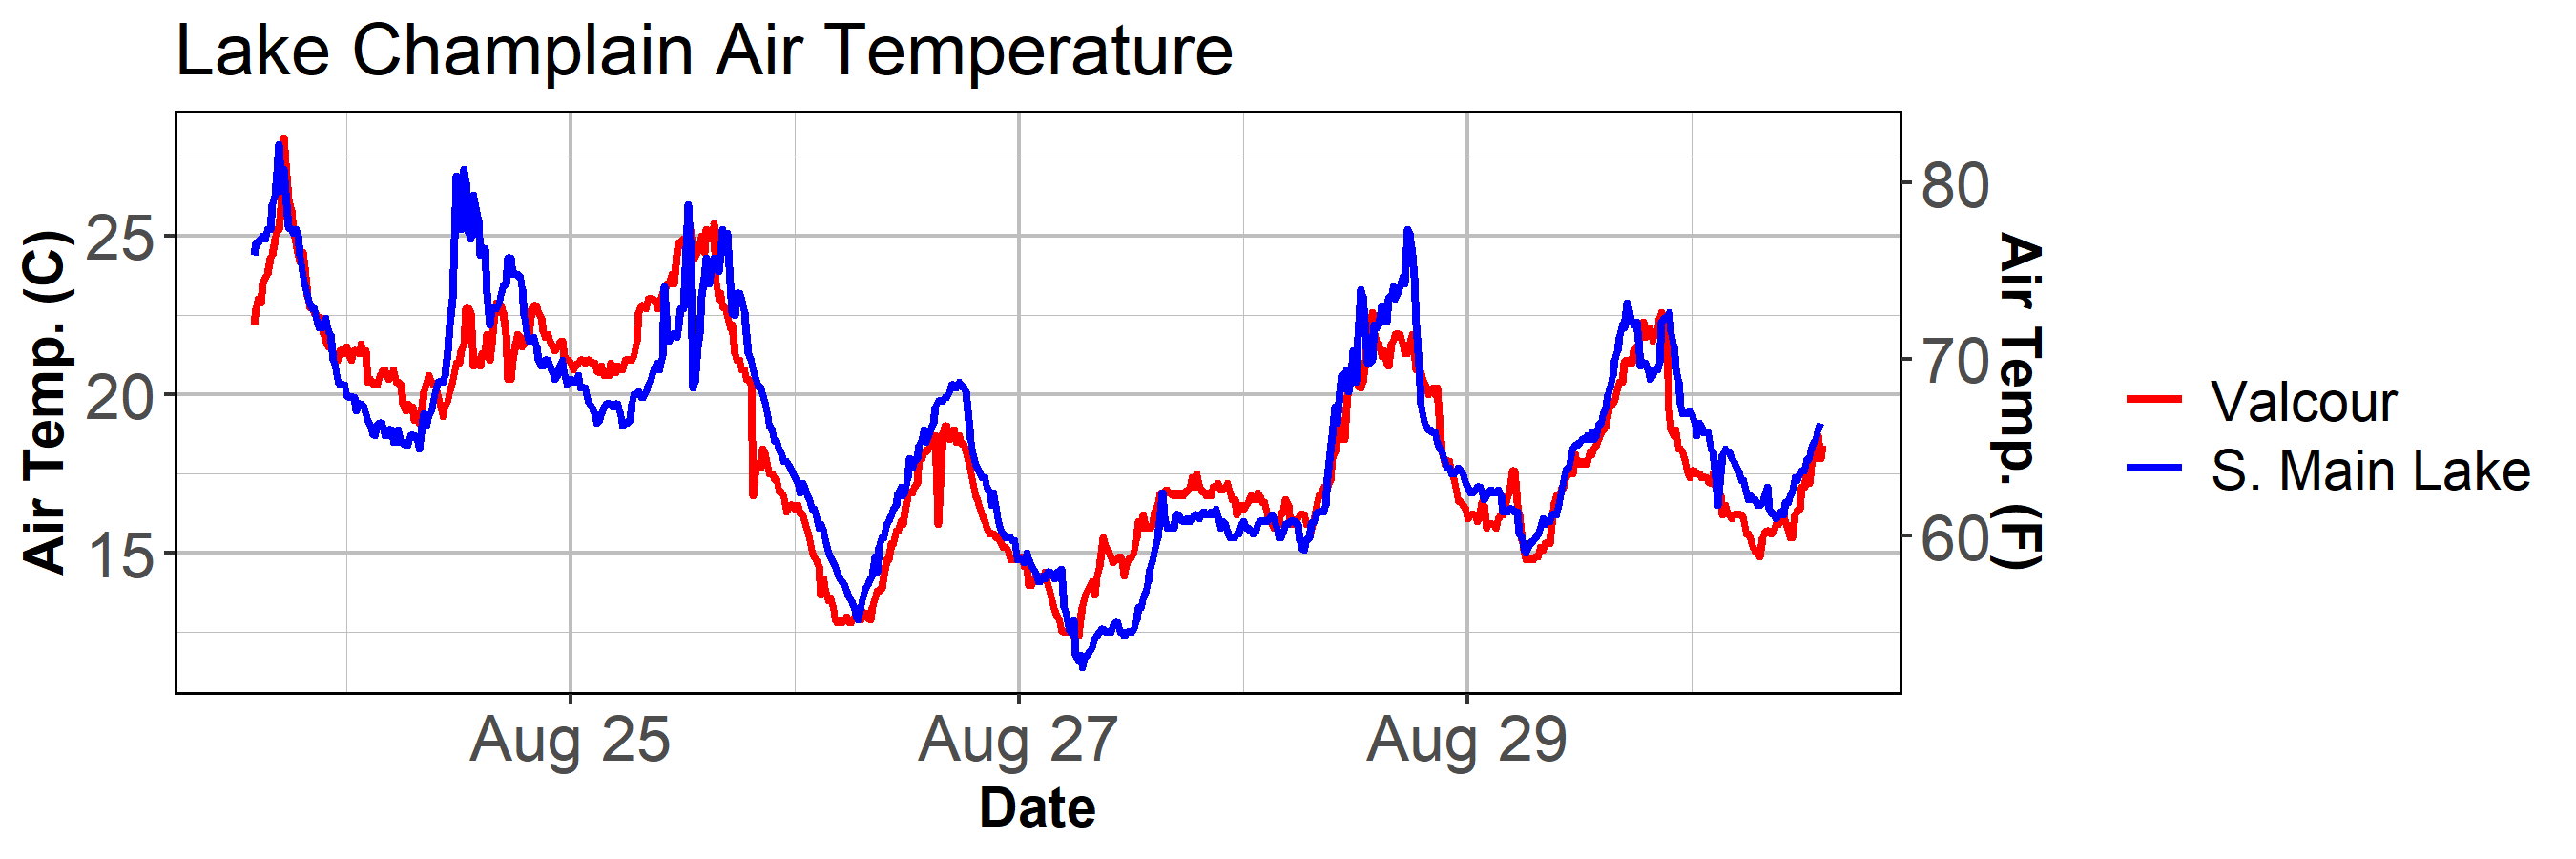 Lake Champlain Air Temperature
Air Temp. (C)
25
20
15
80
70
60
Air Temp. (F)
Aug 25
Aug 27
Aug 29
Date
Valcour
S. Main Lake